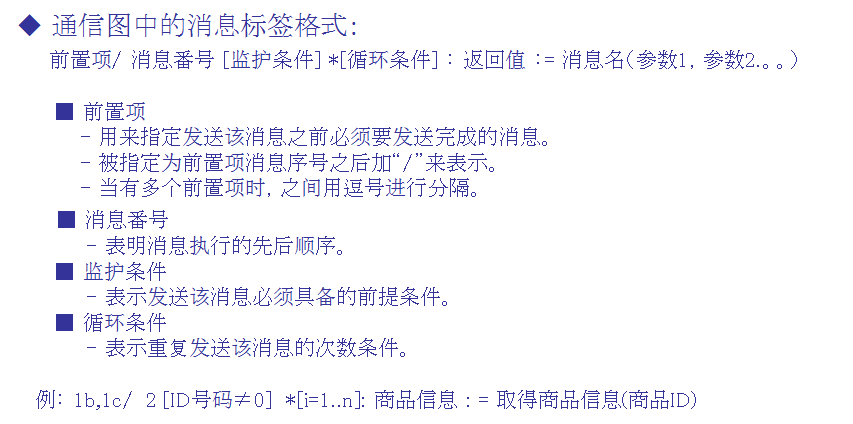 ◆ 通信图中的消息标签格式:
前置项/ 消息番号 [监护条件] *[循环条件] : 返回值 := 消息名(参数1, 参数2.。。)
■ 前置项
- 用来指定发送该消息之前必须要发送完成的消息。
- 被指定为前置项消息序号之后加“/”来表示。
- 当有多个前置项时, 之间用逗号进行分隔。
■ 消息番号
- 表明消息执行的先后顺序。
■ 监护条件
- 表示发送该消息必须具备的前提条件。
■ 循环条件
- 表示重复发送该消息的次数条件。
例: 1b,1c/ 2 [ID号码≠0] *[i=1..n]: 商品信息 : = 取得商品信息(商品ID)